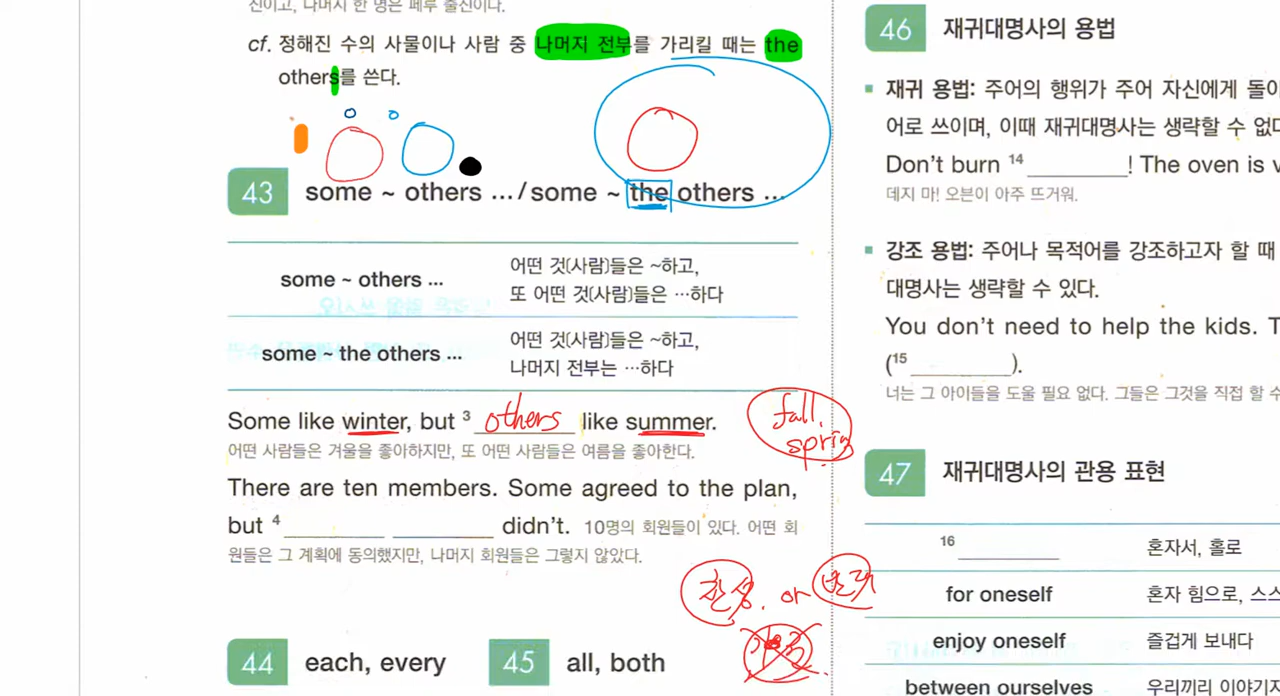 진이고, 나머지 한 명은 페루 출신이다.
cf. 정해진 수의 사물이나 사람 중 나머지 전부를 가리킬 때는 the
others를 쓴다.
43 some ~ others … / some ~ the others …
some ~ others …
어떤 것(사람)들은 ~하고,
또 어떤 것(사람)들은 …하다
some ~ the others …
어떤 것(사람)들은 ~하고,
나머지 전부는 …하다
Some like winter, but 3 others like summer.
fall,
spring
어떤 사람들은 겨울을 좋아하지만, 또 어떤 사람들은 여름을 좋아한다.
There are ten members. Some agreed to the plan,
but 4 __________ __________ didn't. 10명의 회원들이 있다. 어떤 회
원들은 그 계획에 동의했지만, 나머지 회원들은 그렇지 않았다.
찬성. or 반대
44 each, every
45 all, both
46 재귀대명사의 용법
재귀 용법: 주어의 행위가 주어 자신에게 돌아
어로 쓰이며, 이때 재귀대명사는 생략할 수 없다
Don't burn 14 __________! The oven is v
데지 마! 오븐이 아주 뜨거워.
강조 용법: 주어나 목적어를 강조하고자 할 때
대명사는 생략할 수 있다.
You don't need to help the kids. T
(15 __________).
너는 그 아이들을 도울 필요 없다. 그들은 그것을 직접 할 수
47 재귀대명사의 관용 표현
16 __________ 혼자서, 홀로
for oneself 혼자 힘으로, 스스
enjoy oneself 즐겁게 보내다
between ourselves 우리끼리 이야기지